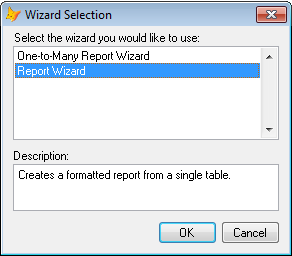 Wizard Selection
Select the wizard you would like to use:
One-to-Many Report Wizard
Report Wizard
Description:
Creates a formatted report from a single table.
OK
Cancel